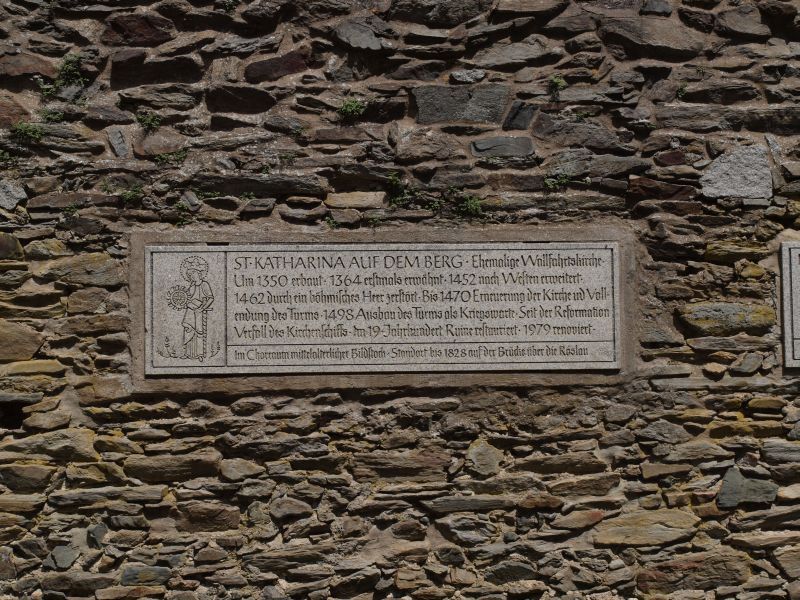 ST·KATHARINA AUF DEM BERG · Ehemalige Wallfahrtskirche·
Um 1350 erbaut · 1364 erstmals erwähnt · 1452 nach Westen erweitert·
1462 durch ein böhmisches Heer zerstört · Bis 1470 Erneuerung der Kirche und Voll-
endung des Turms · 1498 Ausbau des Turms als Kriegswarte · Seit der Reformation
Verfall des Kirchenschiffs · Im 19·Jahrhundert Ruine restauriert · 1979 renoviert·
Im Chorraum mittelalterlicher Bildstock · Standort bis 1828 auf der Brücke über die Röslau